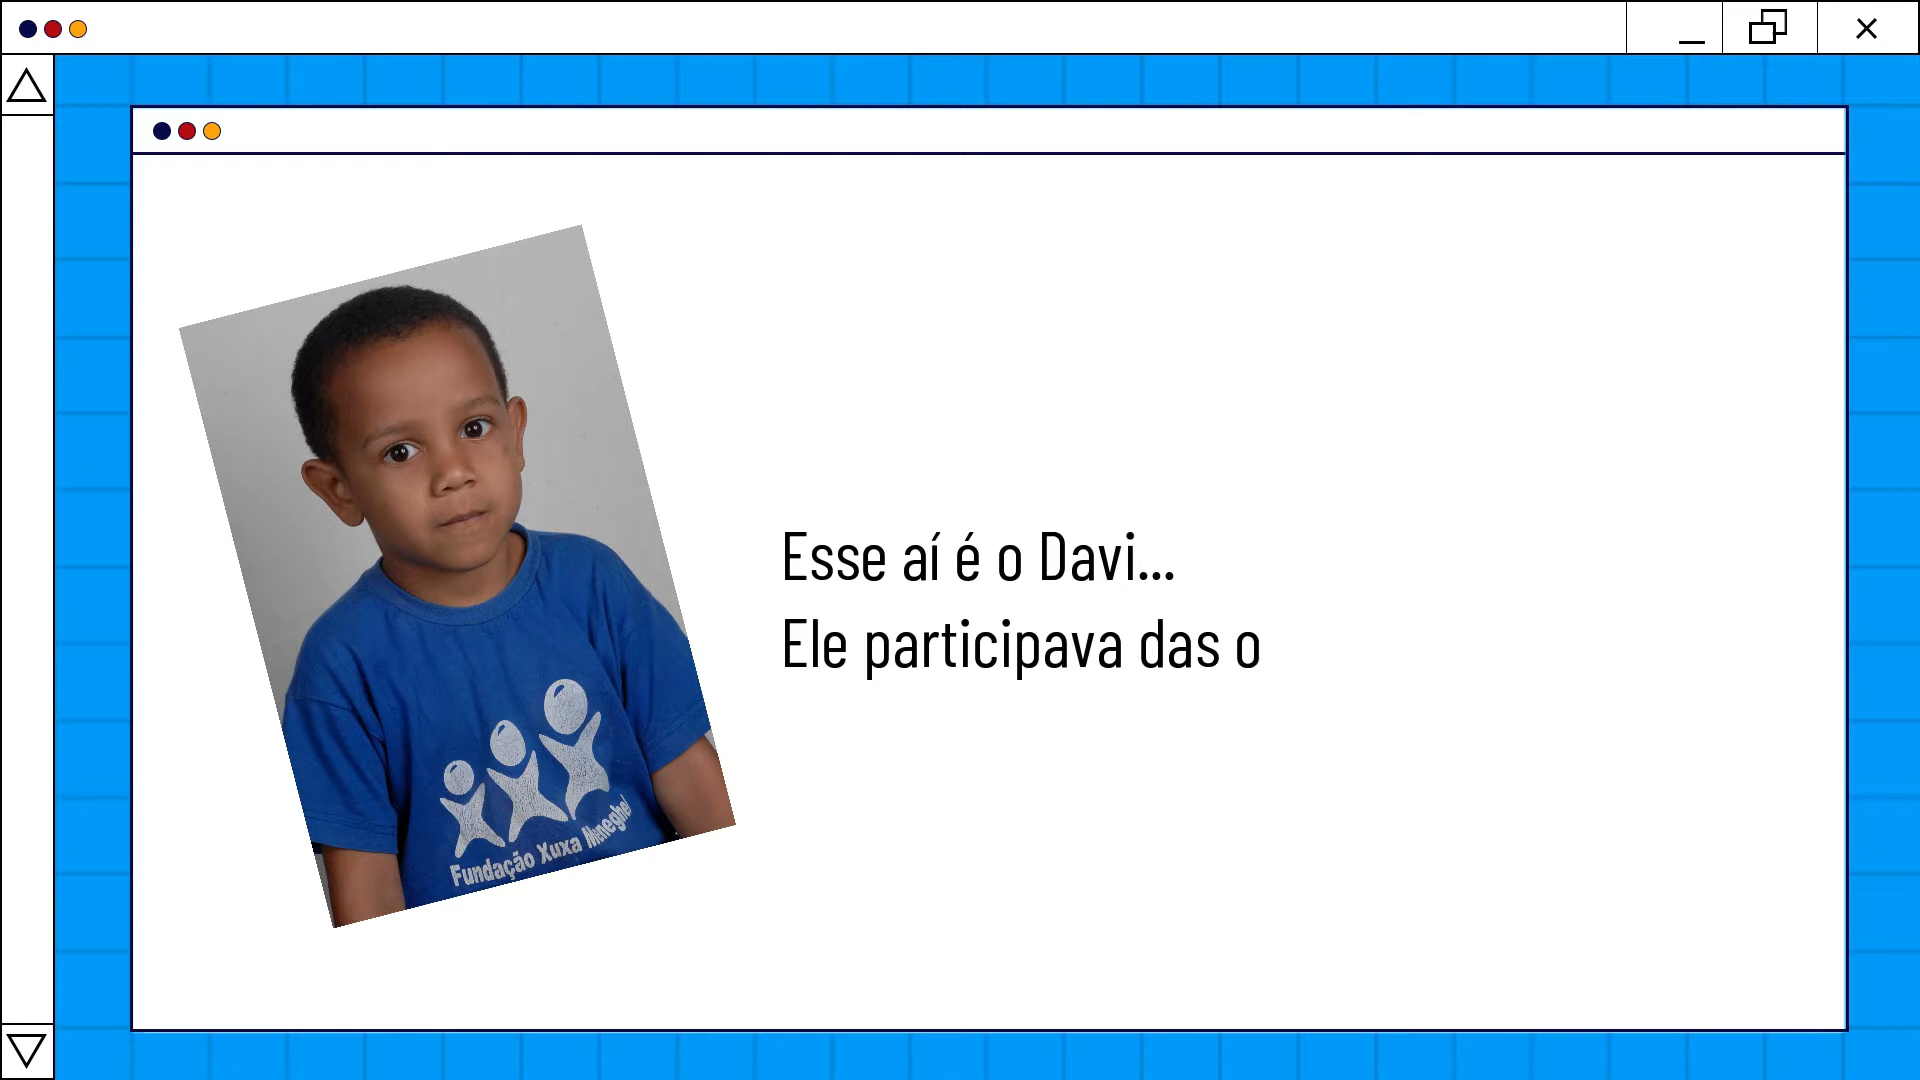 Esse aí é o Davi...
Ele participava das o
Fundação Xuxa Meneghel